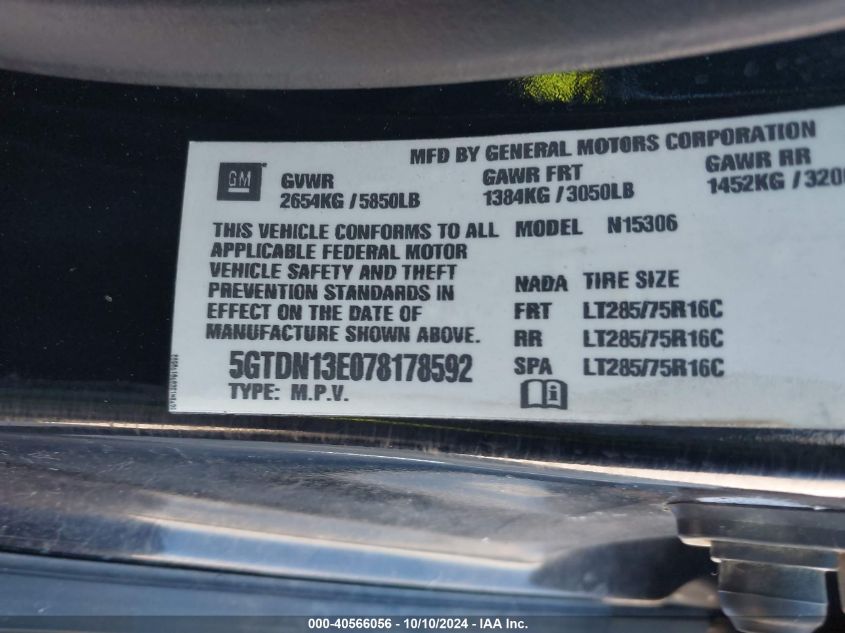 MFD BY GENERAL MOTORS CORPORATION
GM
GVWR
2654KG / 5850LB
GAWR FRT
1384KG / 3050LB
GAWR RR
1452KG / 320
THIS VEHICLE CONFORMS TO ALL
APPLICABLE FEDERAL MOTOR
VEHICLE SAFETY AND THEFT
PREVENTION STANDARDS IN
EFFECT ON THE DATE OF
MANUFACTURE SHOWN ABOVE.
5GTDN13E078178592
TYPE: M.P.V.
MODEL N15306
NADA TIRE SIZE
FRT LT285/75R16C
RR LT285/75R16C
SPA LT285/75R16C
000-40566056 - 10/10/2024 - IAA Inc.